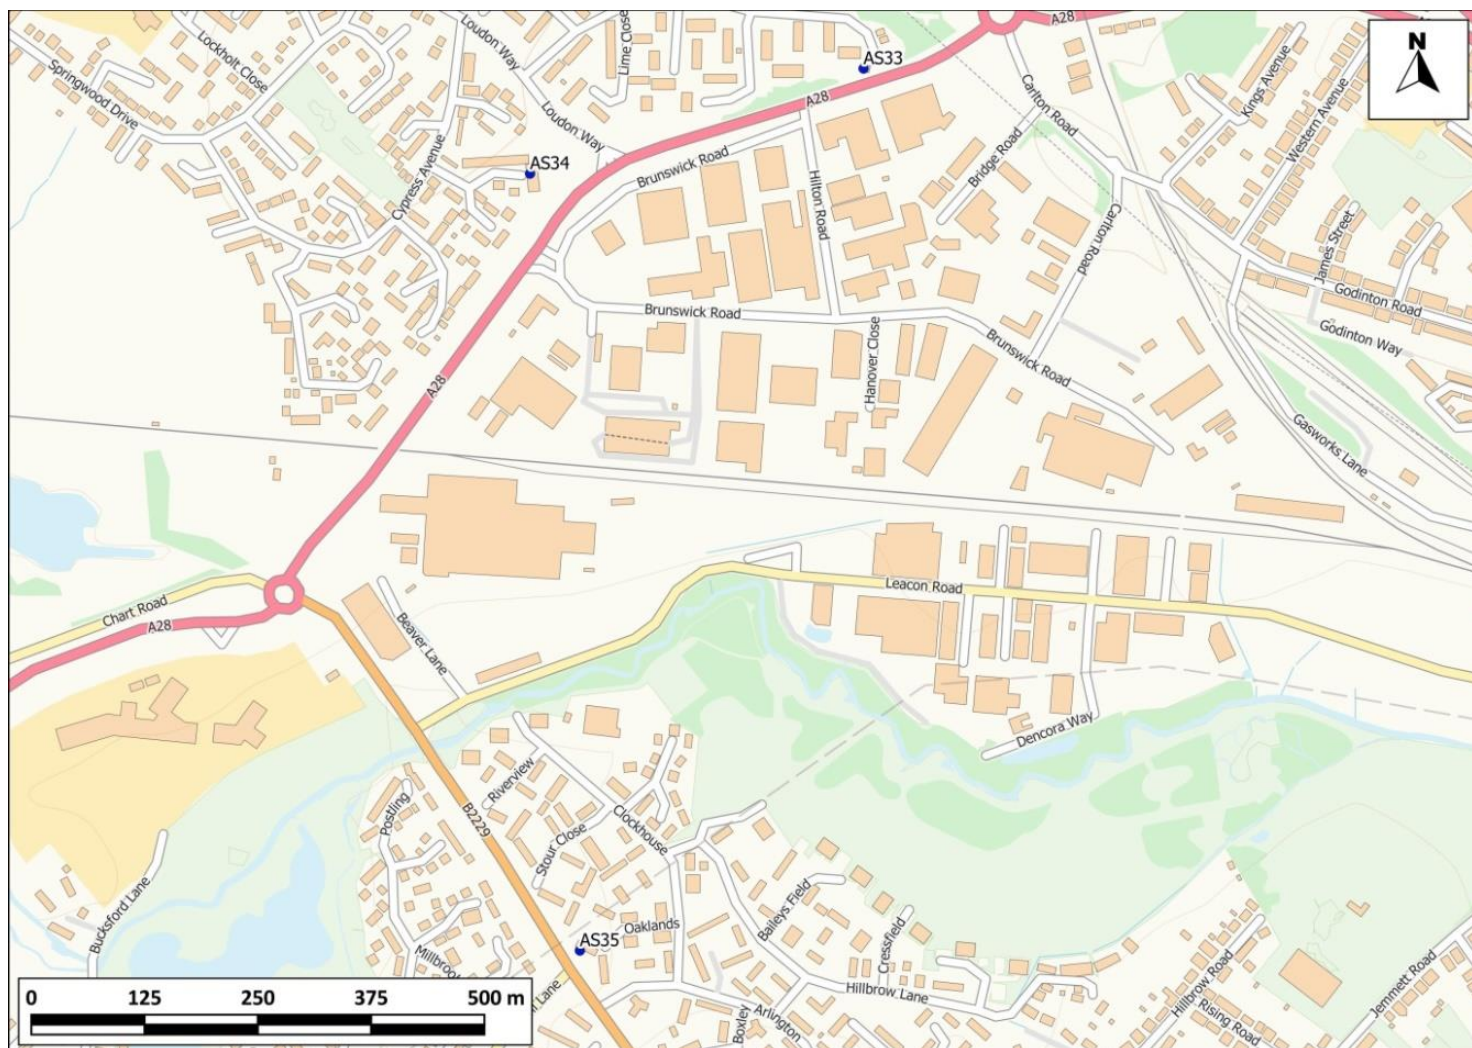 A28
Loudon Way
Lime Close
Lockholt Close
AS33
N
Springwood Drive
Carlton Road
Kings Avenue
A28
Loudon Way
Western Avenue
AS34
Brunswick Road
Bridge Road
Cypress Avenue
Hilton Road
Carlton Road
James Street
Godinton Road
Brunswick Road
Godinton Way
Brunswick Road
Hanover Close
A28
Gasworks Lane
Chart Road
Leacon Road
A28
Beaver Lane
Dencora Way
Riverview
Postling
B2229
Clockhouse
Stour Close
Bucksford Lane
Baileys Field
Oaklands
AS35
Cressfield
Millbroo
Hillbrow Road
Jemmett Road
Hillbrow Lane
Lane
Rising Road
Arlington
Boxley
0 125 250 375 500 m